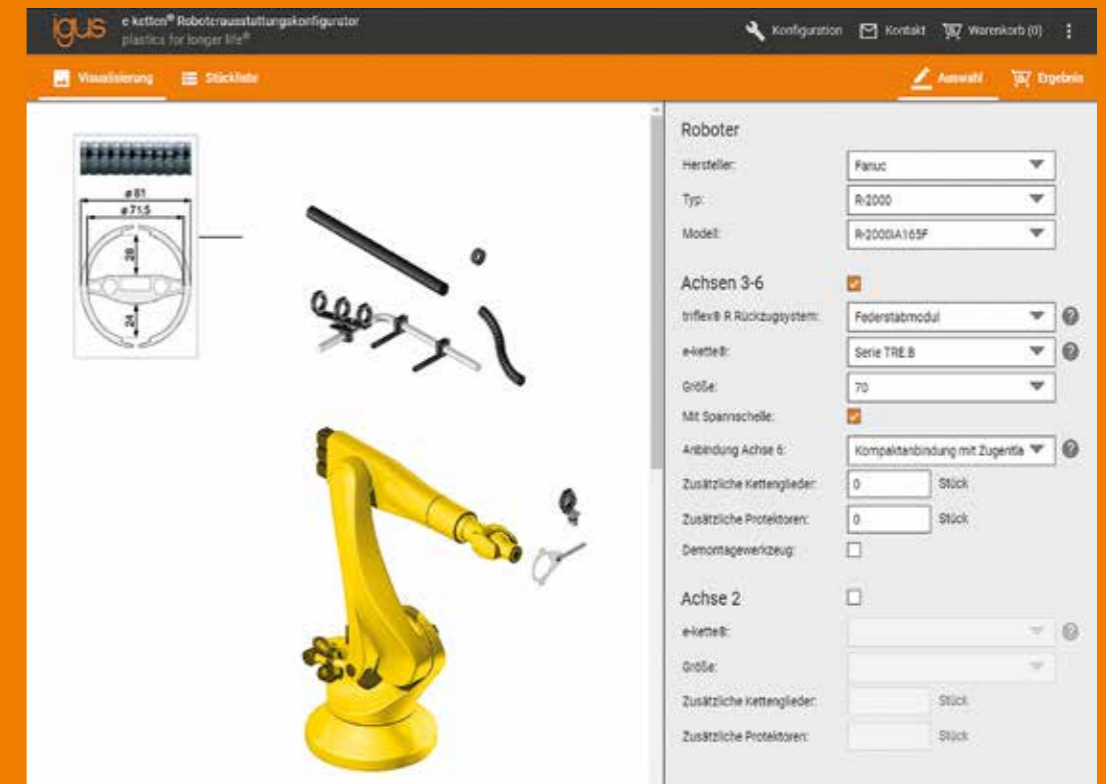 igus e ketten® Roboterausstattungskonfigurator
plastics for longer life®
Konfiguration Kontakt Warenkorb (0)
Visualisierung Stückliste Auswahl Ergebnis
ø 81
ø 71,5
28
24
Roboter
Hersteller: Fanuc
Typ: R-2000
Modell: R-2000iA165F
Achsen 3-6
triflex® R Rückzugsystem: Federstabmodul ?
e-kette®: Serie TRE.B ?
Größe: 70
Mit Spannschelle:
Anbindung Achse 6: Kompaktanbindung mit Zugentla ?
Zusätzliche Kettenglieder: 0 Stück
Zusätzliche Protektoren: 0 Stück
Demontagewerkzeug:
Achse 2
e-kette®: ?
Größe:
Zusätzliche Kettenglieder: Stück
Zusätzliche Protektoren: Stück